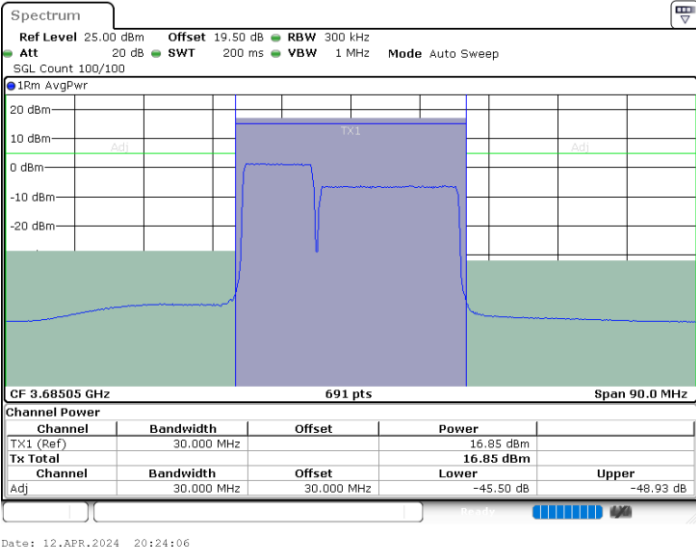 Spectrum
Ref Level 25.00 dBm Offset 19.50 dB RBW 300 kHz
Att 20 dB SWT 200 ms VBW 1 MHz Mode Auto Sweep
SGL Count 100/100
1Rm AvgPwr
20 dBm
TX1
10 dBm
Adj
Adj
0 dBm
-10 dBm
-20 dBm
CF 3.68505 GHz 691 pts Span 90.0 MHz
Channel Power
Channel Bandwidth Offset Power
TX1 (Ref) 30.000 MHz 16.85 dBm
Tx Total 16.85 dBm
Channel Bandwidth Offset Lower Upper
Adj 30.000 MHz 30.000 MHz -45.50 dB -48.93 dB
Ready
Date: 12.APR.2024 20:24:06